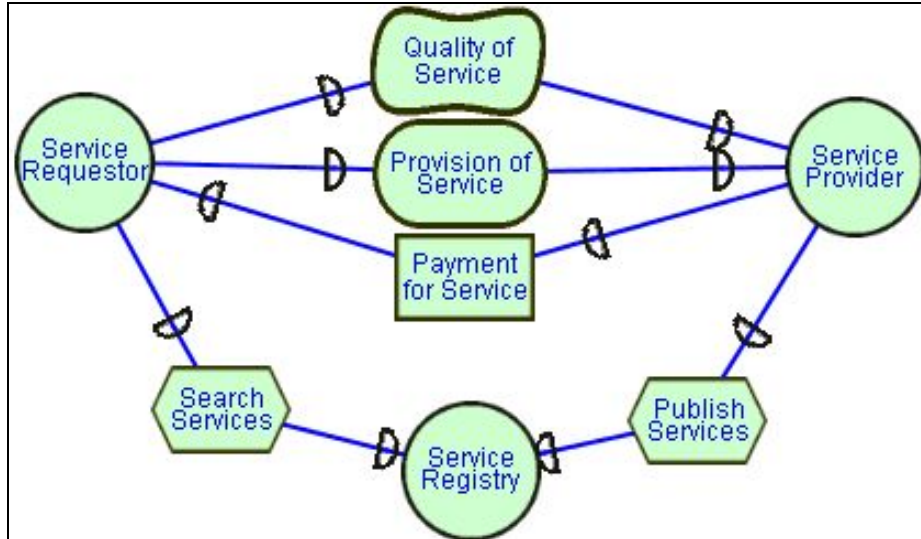 Quality of
Service
Service
Requestor
Provision of
Service
Service
Provider
Payment
for Service
Search
Services
Publish
Services
Service
Registry